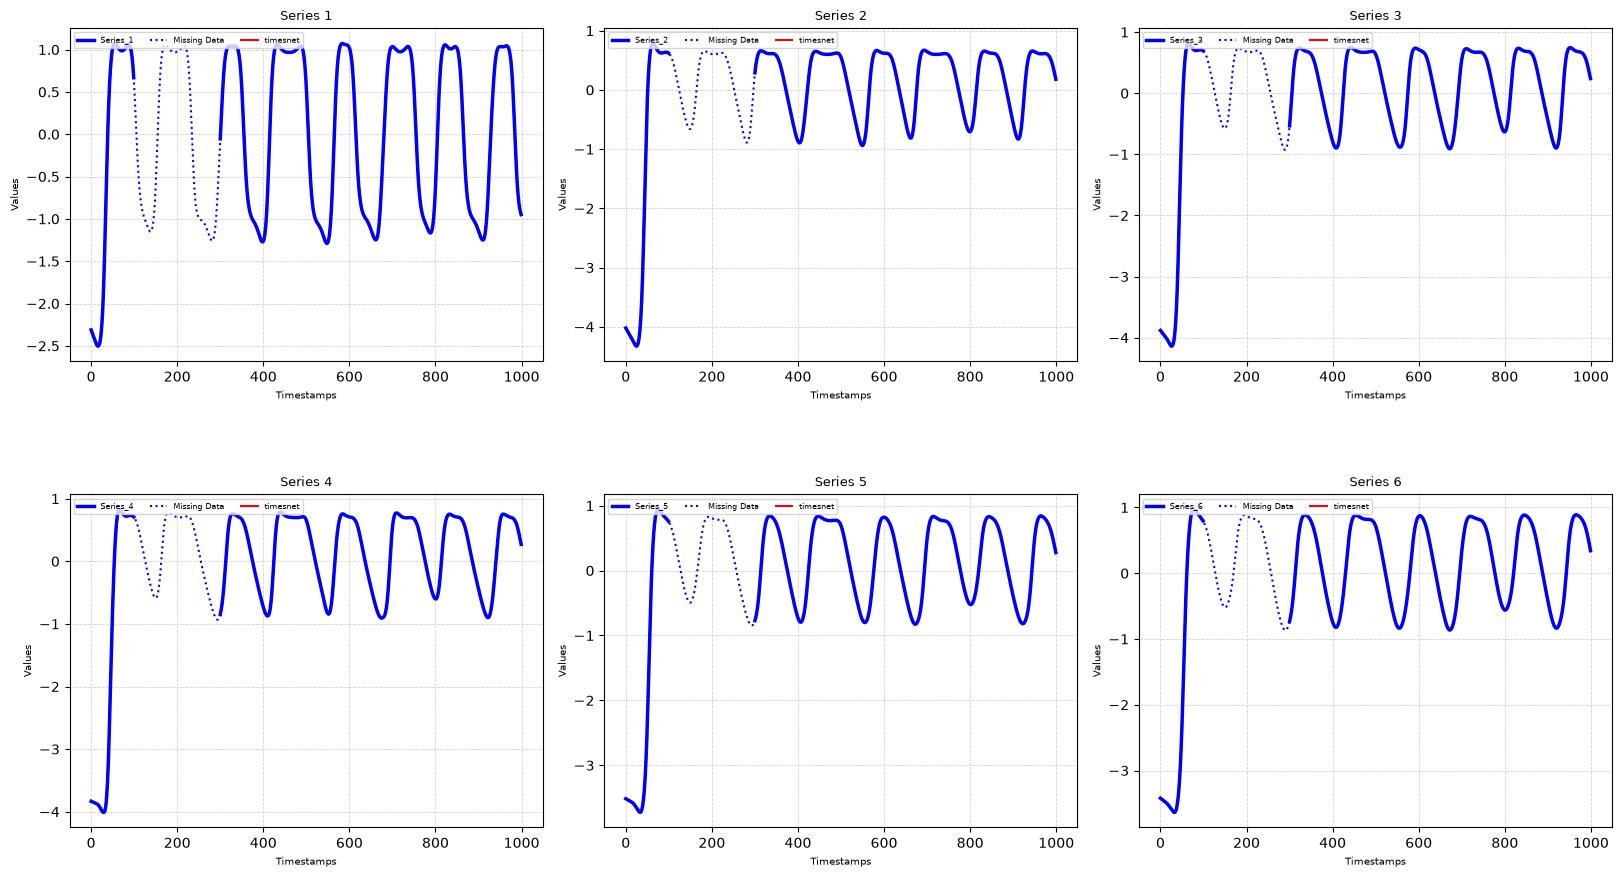 Series 1
Series_1 Missing Data timesnet
Values
1.0
0.5
0.0
−0.5
−1.0
−1.5
−2.0
−2.5
0 200 400 600 800 1000
Timestamps
Series 2
Series_2 Missing Data timesnet
Values
1
0
−1
−2
−3
−4
0 200 400 600 800 1000
Timestamps
Series 3
Series_3 Missing Data timesnet
Values
1
0
−1
−2
−3
−4
0 200 400 600 800 1000
Timestamps
Series 4
Series_4 Missing Data timesnet
Values
1
0
−1
−2
−3
−4
0 200 400 600 800 1000
Timestamps
Series 5
Series_5 Missing Data timesnet
Values
1
0
−1
−2
−3
0 200 400 600 800 1000
Timestamps
Series 6
Series_6 Missing Data timesnet
Values
1
0
−1
−2
−3
0 200 400 600 800 1000
Timestamps